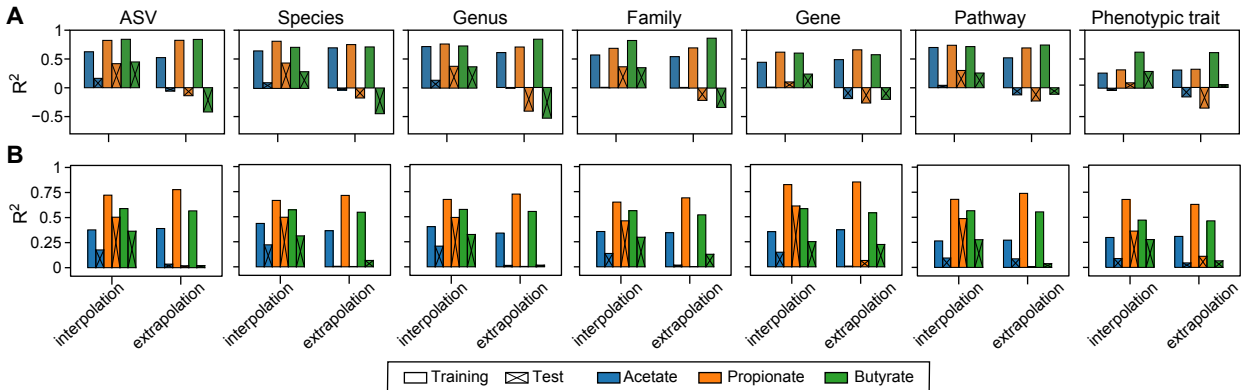 A
ASV
Species
Genus
Family
Gene
Pathway
Phenotypic trait
R²
1
0.5
0
−0.5
B
R²
1
0.75
0.5
0.25
0
interpolation
extrapolation
interpolation
extrapolation
interpolation
extrapolation
interpolation
extrapolation
interpolation
extrapolation
interpolation
extrapolation
interpolation
extrapolation
Training
Test
Acetate
Propionate
Butyrate